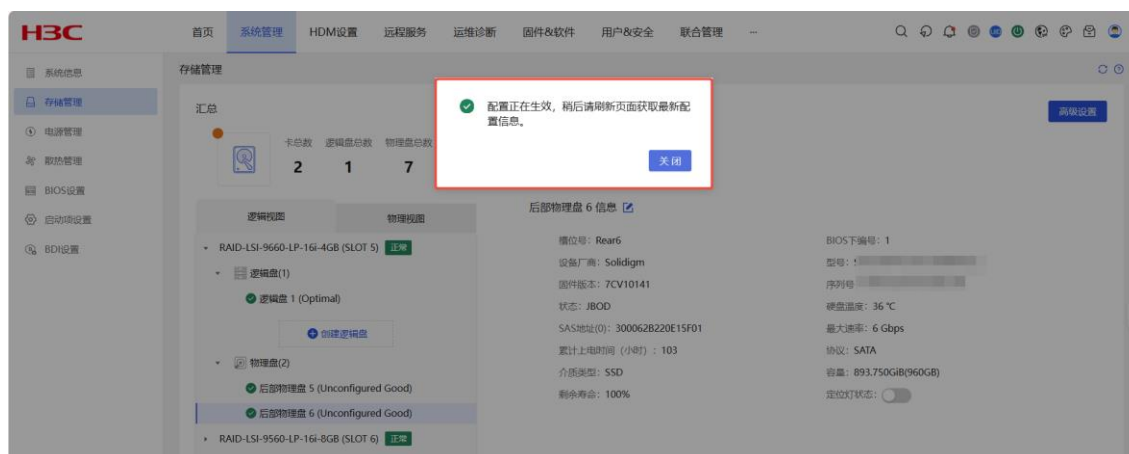 H3C
首页 系统管理 HDM设置 远程服务 运维诊断 固件&软件 用户&安全 联合管理 ...
系统信息
存储管理
电源管理
散热管理
BIOS设置
启动项设置
BDI设置
存储管理
汇总
高级设置
卡总数 逻辑盘总数 物理盘总数
2 1 7
配置正在生效，稍后请刷新页面获取最新配
置信息。
关闭
逻辑视图 物理视图
RAID-LSI-9660-LP-16i-4GB (SLOT 5) 正常
逻辑盘(1)
逻辑盘 1 (Optimal)
创建逻辑盘
物理盘(2)
后部物理盘 5 (Unconfigured Good)
后部物理盘 6 (Unconfigured Good)
RAID-LSI-9560-LP-16i-8GB (SLOT 6) 正常
后部物理盘 6 信息
槽位号： Rear6 BIOS下编号： 1
设备厂商： Solidigm 型号：
固件版本： 7CV10141 序列号
状态： JBOD 硬盘温度： 36 ℃
SAS地址(0)： 300062B220E15F01 最大速率： 6 Gbps
累计上电时间（小时）： 103 协议： SATA
介质类型： SSD 容量： 893.750GiB(960GB)
剩余寿命： 100% 定位灯状态：